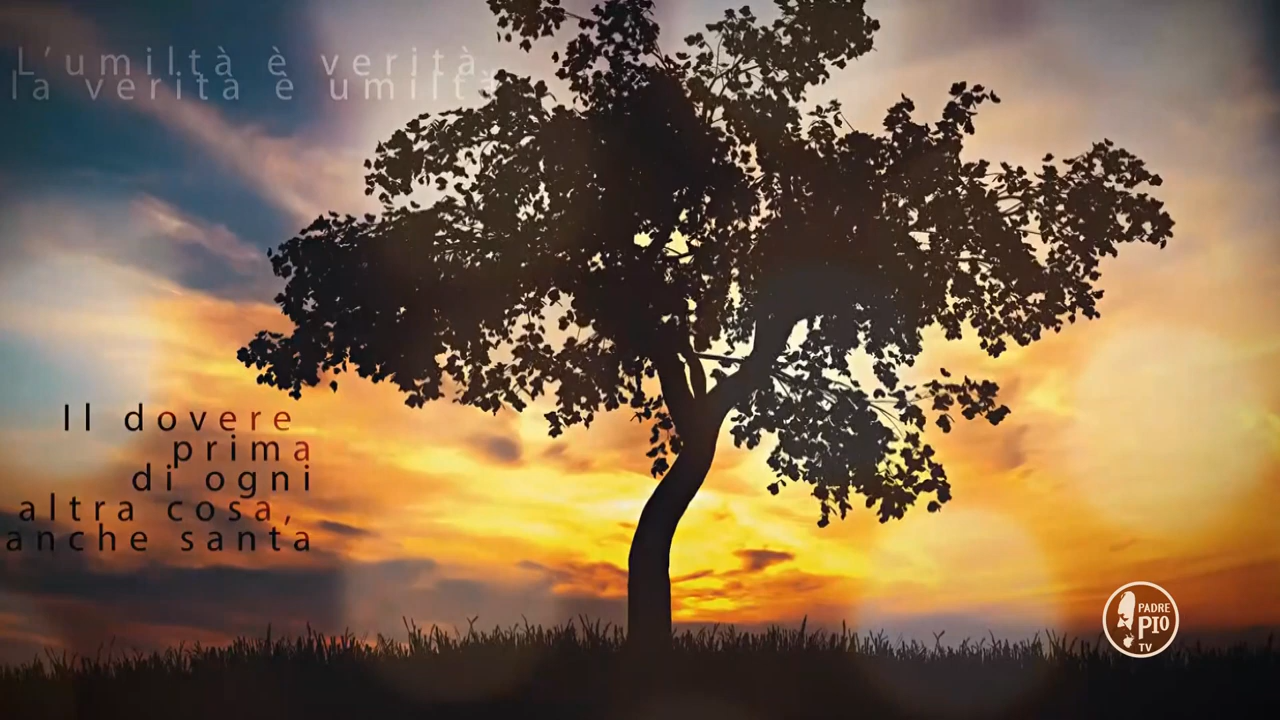 L'umiltà è verità,
la verità è umiltà
Il dovere
prima
di ogni
altra cosa,
anche santa
PADRE
PIO
TV